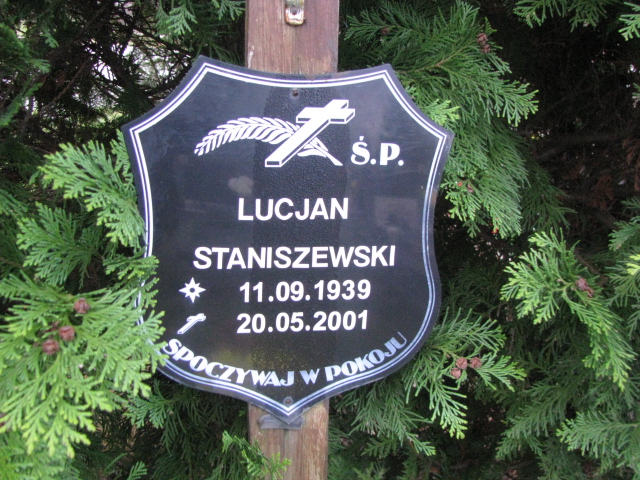 Ś.P.
LUCJAN
STANISZEWSKI
11.09.1939
20.05.2001
SPOCZYWAJ W POKOJU